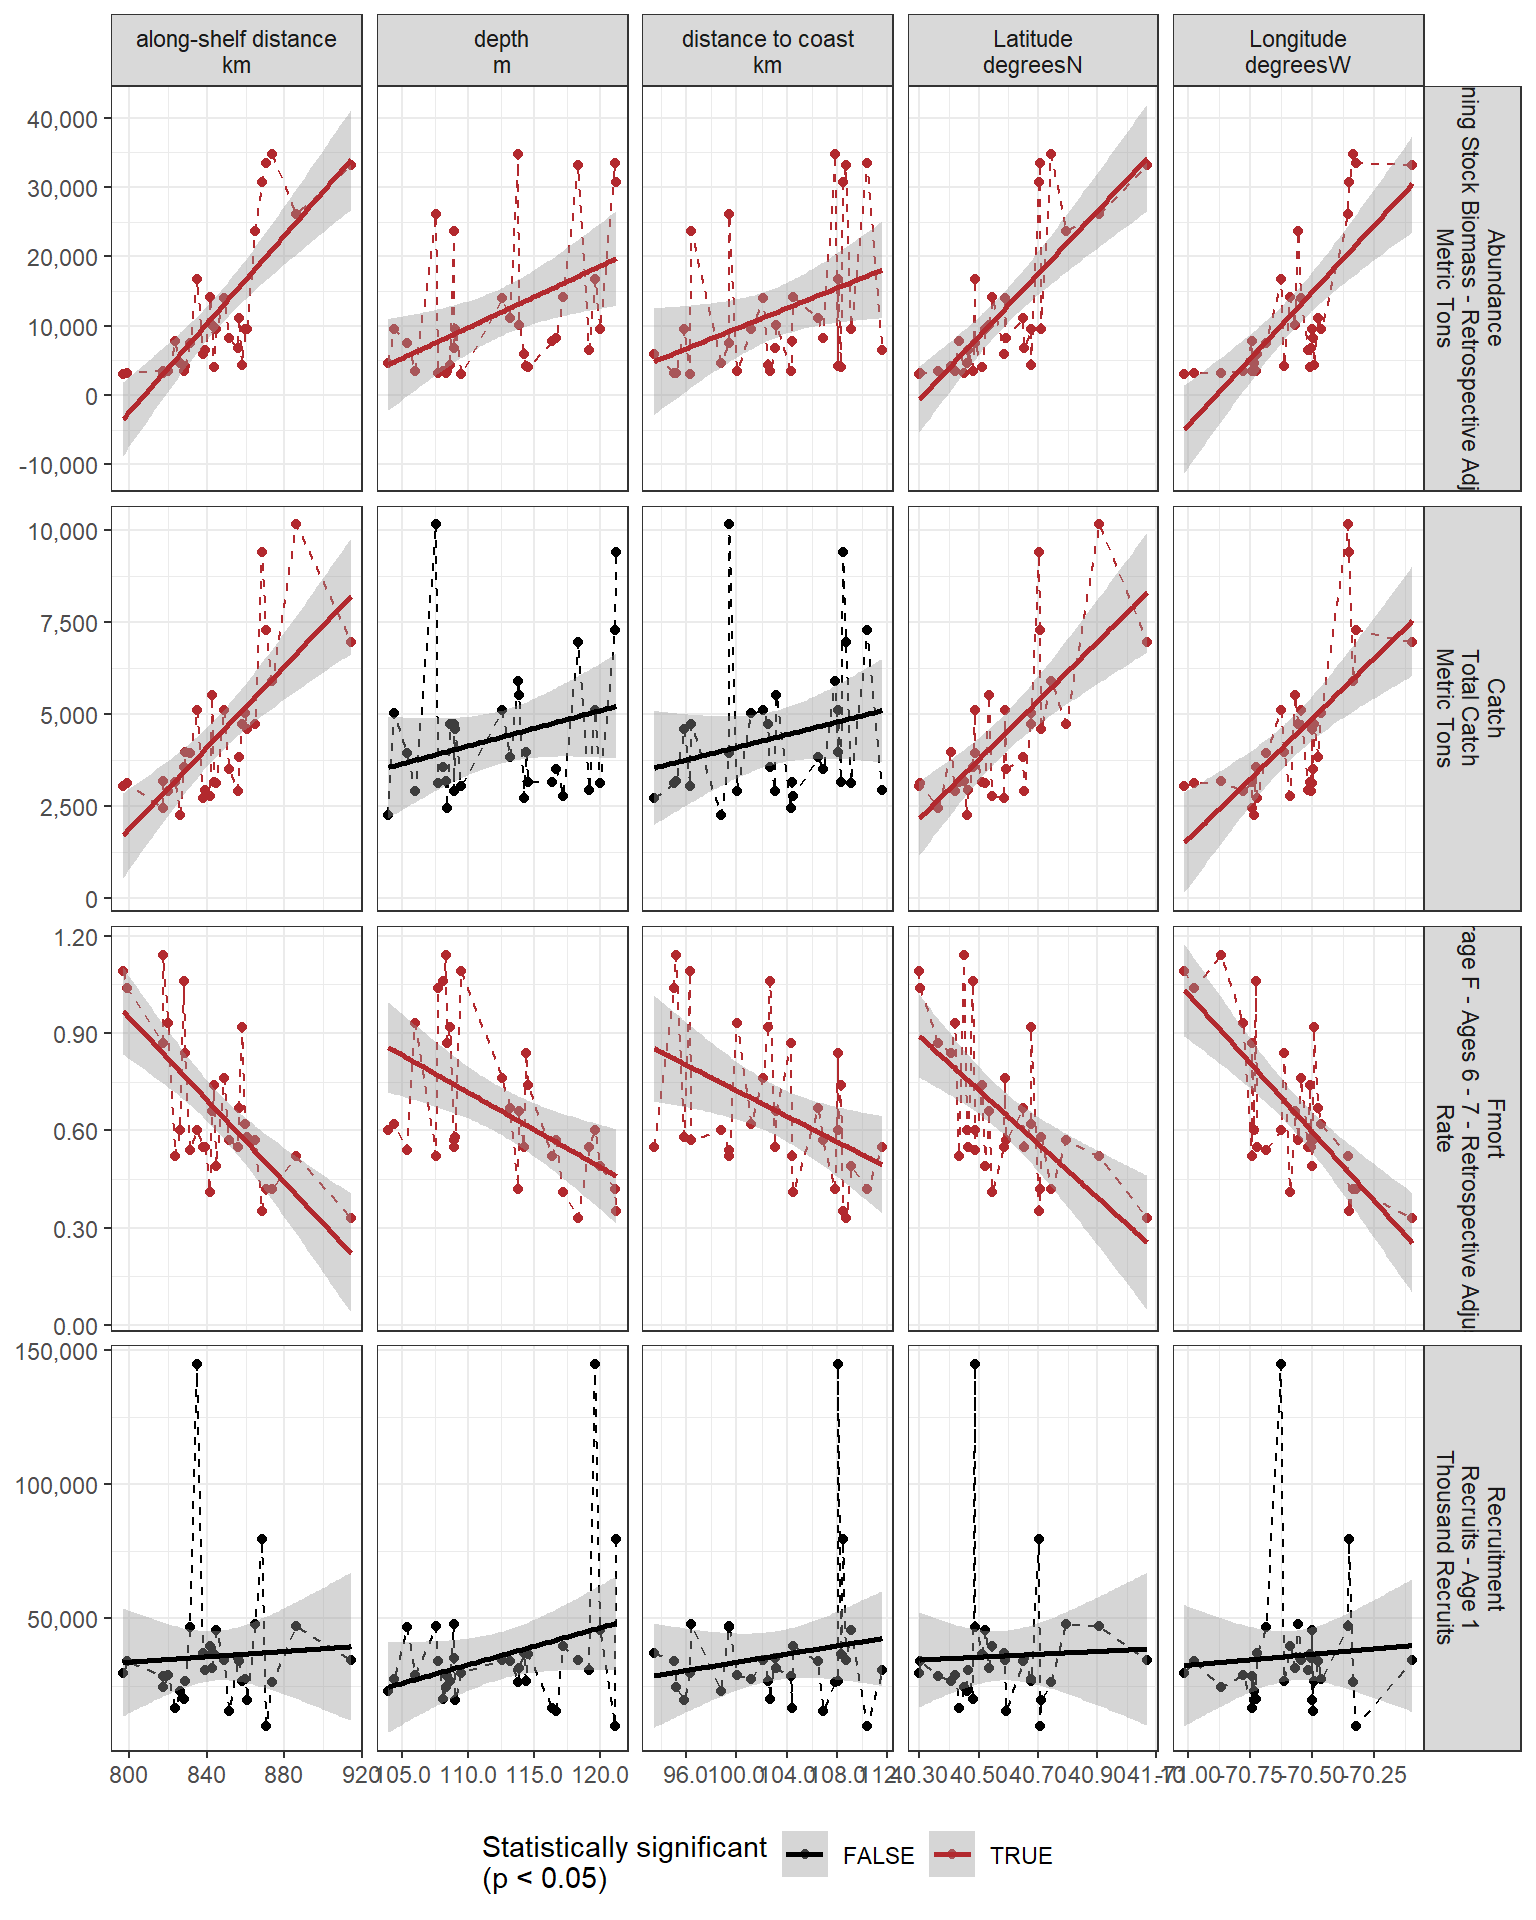 along-shelf distance
km
depth
m
distance to coast
km
Latitude
degreesN
Longitude
degreesW
40,000
30,000
20,000
10,000
0
-10,000
Abundance
Stock Biomass - Retrospective
Metric Tons
10,000
7,500
5,000
2,500
0
Catch
Total Catch
Metric Tons
1.20
0.90
0.60
0.30
0.00
Fmort
F - Ages 6 - 7 - Retrospective
Rate
150,000
100,000
50,000
Recruitment
Recruits - Age 1
Thousand Recruits
800 840 880 920
105.0 110.0 115.0 120.0
96.0 100.0 104.0 108.0
40.30 40.50 40.70 40.90
-71.00 -70.75 -70.50 -70.25
Statistically significant
(p < 0.05)
FALSE
TRUE